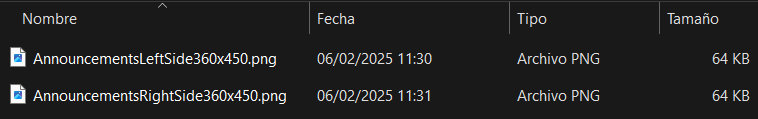 Nombre Fecha Tipo Tamaño
AnnouncementsLeftSide360x450.png 06/02/2025 11:30 Archivo PNG 64 KB
AnnouncementsRightSide360x450.png 06/02/2025 11:31 Archivo PNG 64 KB